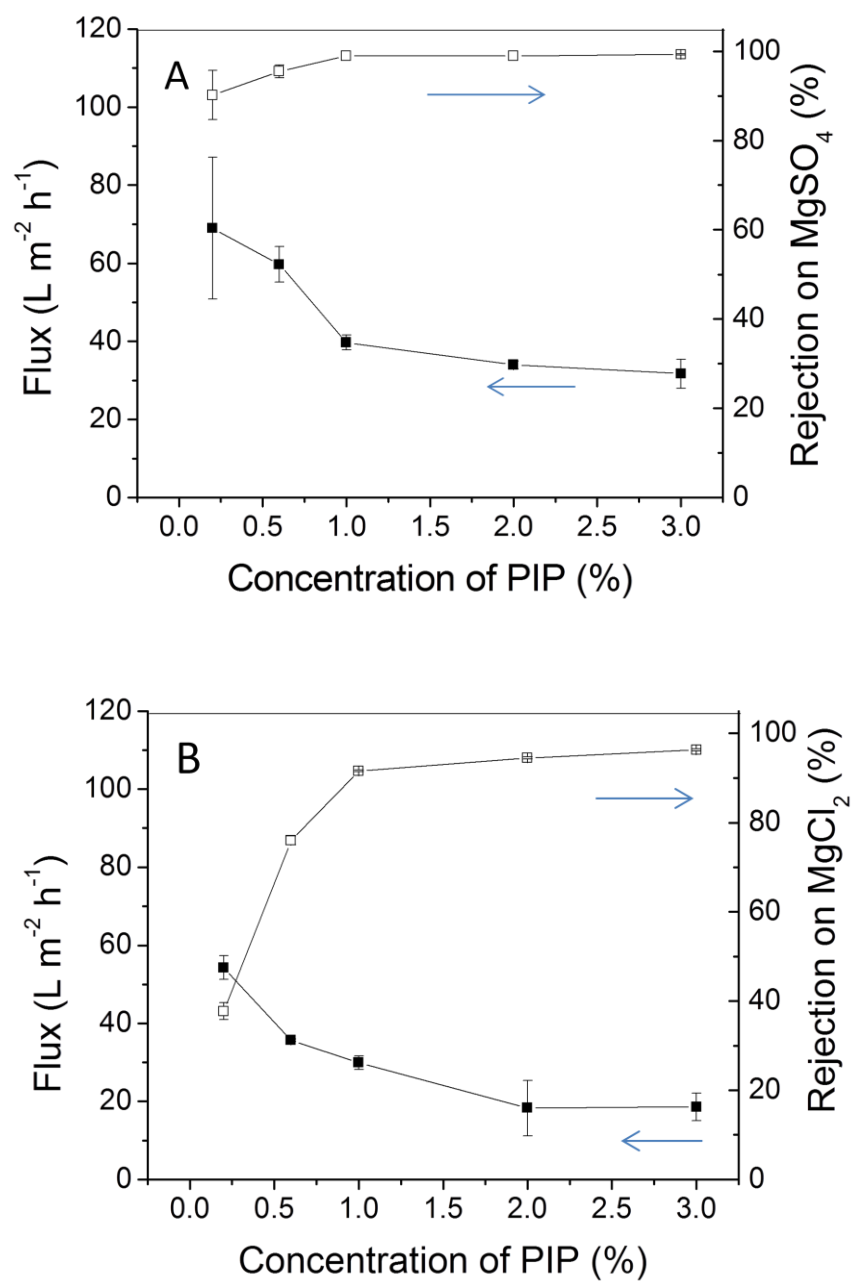 A
Flux (L m⁻² h⁻¹)
120
100
80
60
40
20
0
Rejection on MgSO₄ (%)
100
80
60
40
20
0
0.0 0.5 1.0 1.5 2.0 2.5 3.0
Concentration of PIP (%)
B
Flux (L m⁻² h⁻¹)
120
100
80
60
40
20
0
Rejection on MgCl₂ (%)
100
80
60
40
20
0
0.0 0.5 1.0 1.5 2.0 2.5 3.0
Concentration of PIP (%)